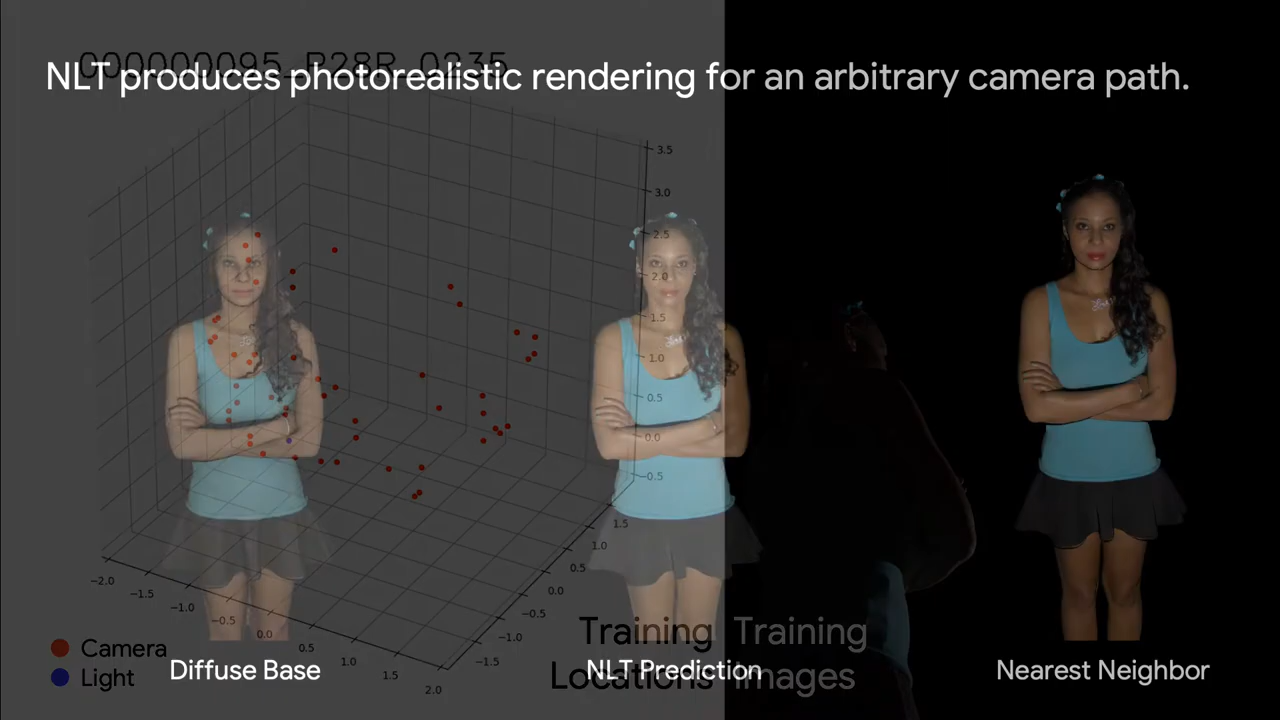 000000095_P28R_0235
NLT produces photorealistic rendering for an arbitrary camera path.
3.5
3.0
2.5
2.0
1.5
1.0
0.5
0.0
−0.5
1.5
1.0
0.5
0.0
−0.5
−1.0
−1.5
−2.0
−1.5
−1.0
−0.5
0.0
0.5
1.0
1.5
2.0
Camera
Light
Training Locations
Training Images
Diffuse Base
NLT Prediction
Nearest Neighbor